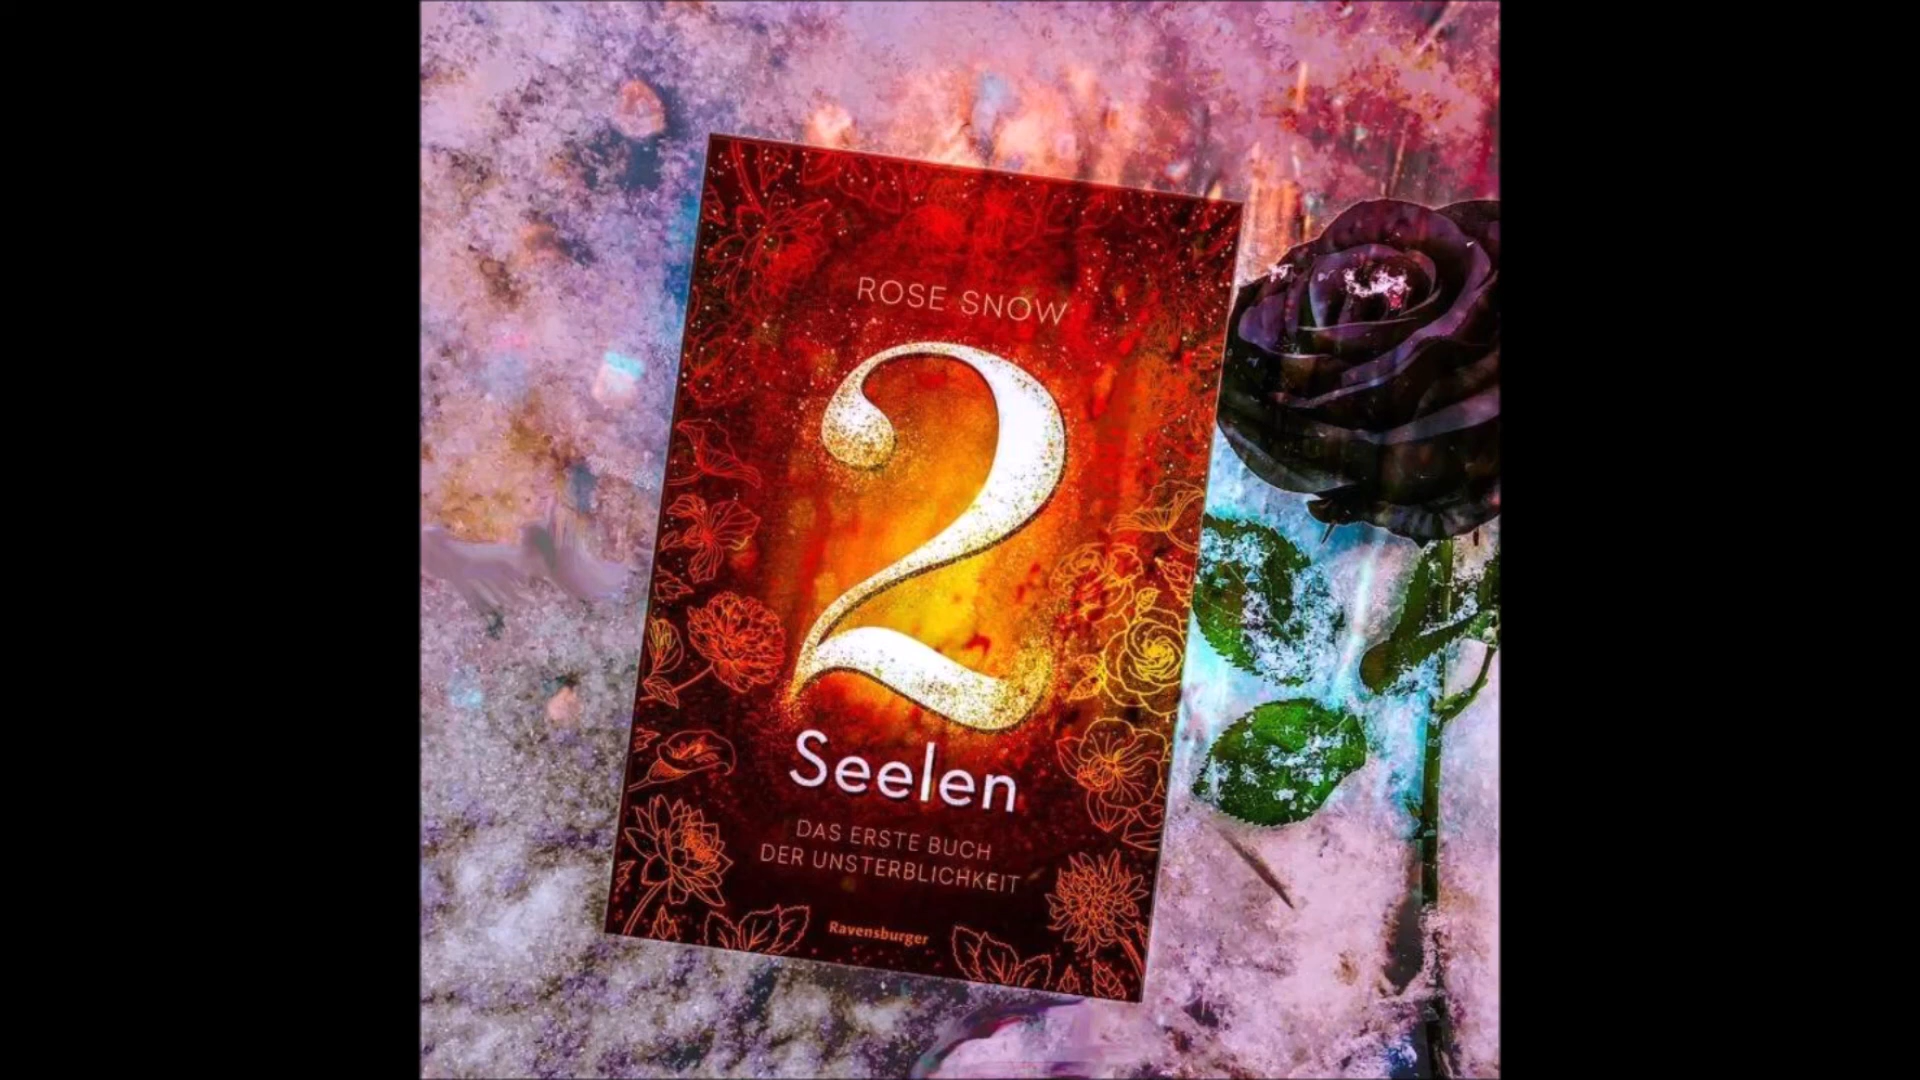 ROSE SNOW
2
Seelen
DAS ERSTE BUCH
DER UNSTERBLICHKEIT
Ravensburger